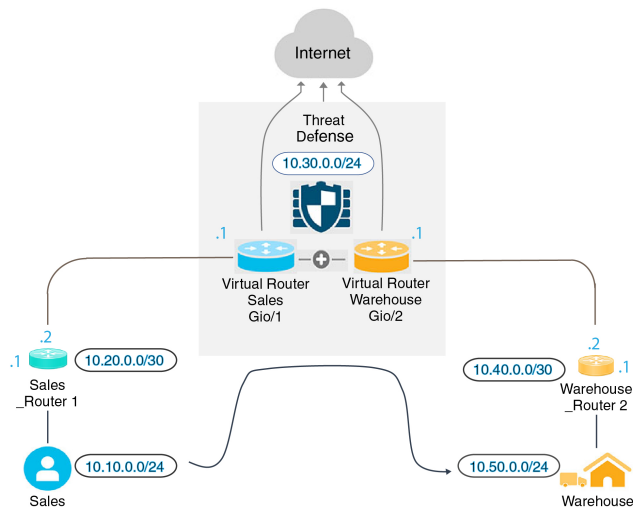 Internet
Threat
Defense
10.30.0.0/24
.1
.1
Virtual Router
Sales
Gio/1
Virtual Router
Warehouse
Gio/2
.2
.1
10.20.0.0/30
Sales
_Router 1
.2
10.40.0.0/30
.1
Warehouse
_Router 2
10.10.0.0/24
Sales
10.50.0.0/24
Warehouse